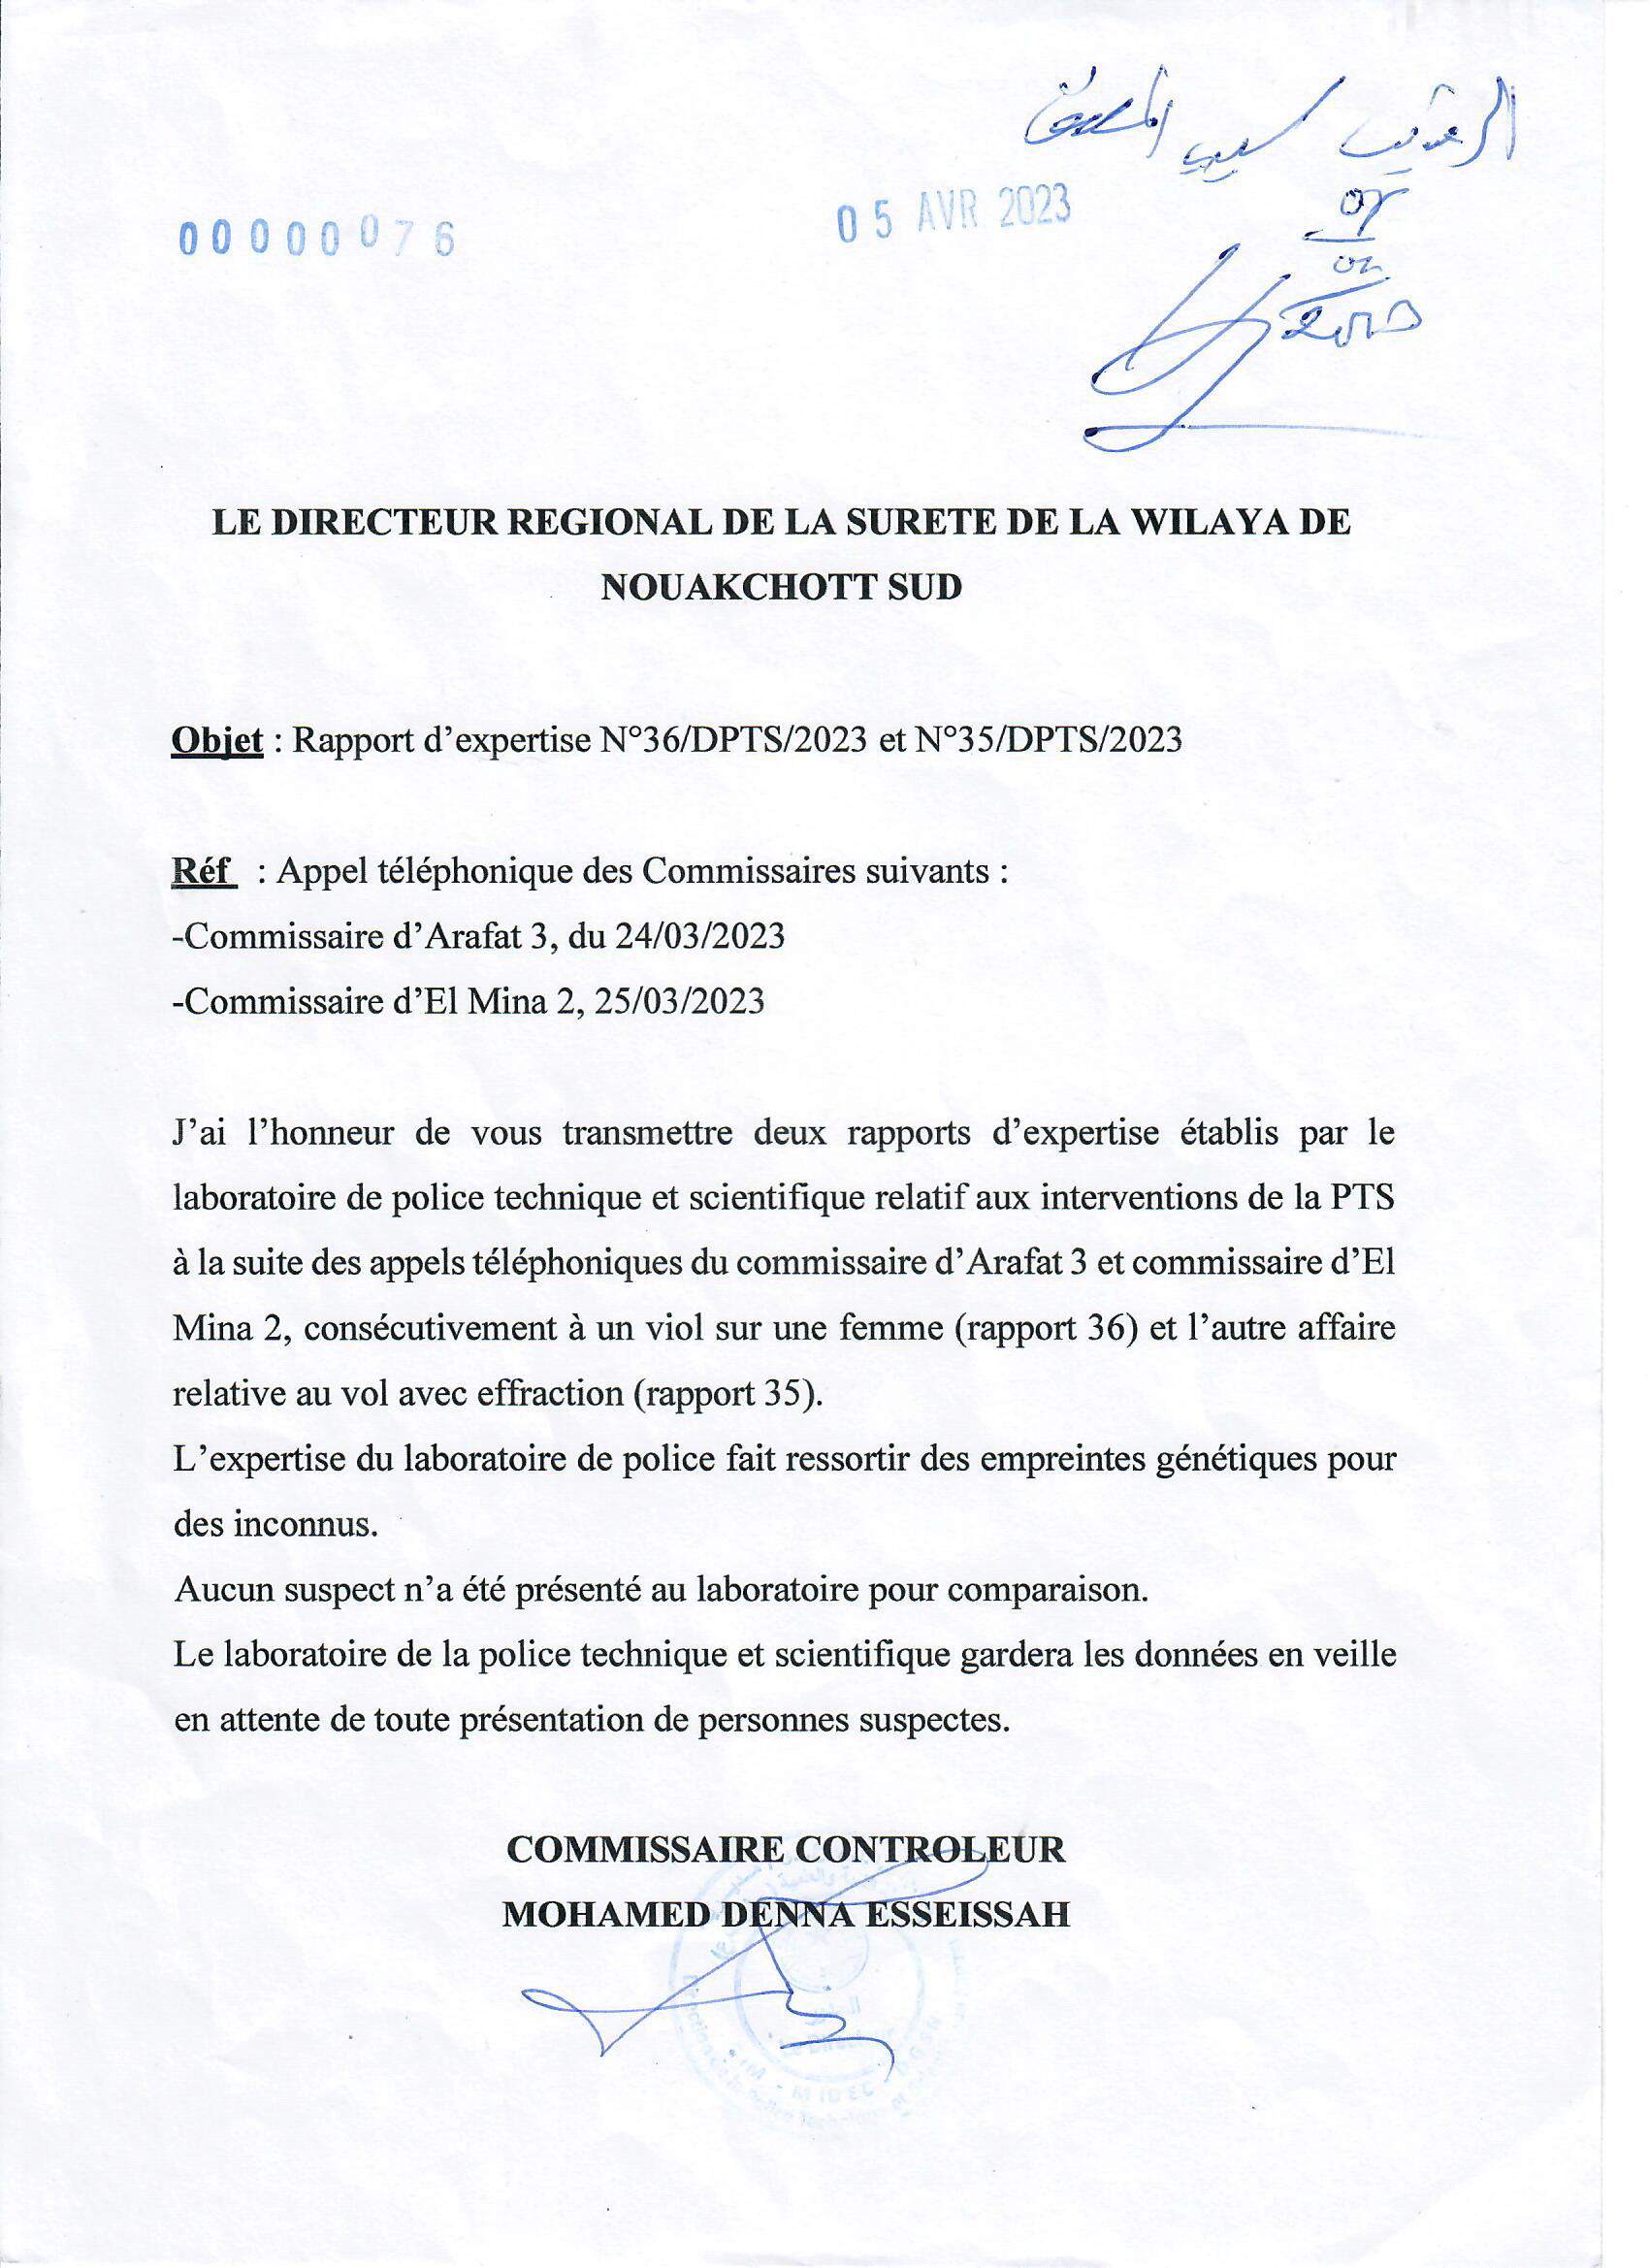 الرقيب سيدي
05 AVR 2023
00000076
LE DIRECTEUR REGIONAL DE LA SURETE DE LA WILAYA DE
NOUAKCHOTT SUD
Objet : Rapport d’expertise N°36/DPTS/2023 et N°35/DPTS/2023
Réf : Appel téléphonique des Commissaires suivants :
-Commissaire d’Arafat 3, du 24/03/2023
-Commissaire d’El Mina 2, 25/03/2023
J’ai l’honneur de vous transmettre deux rapports d’expertise établis par le
laboratoire de police technique et scientifique relatif aux interventions de la PTS
à la suite des appels téléphoniques du commissaire d’Arafat 3 et commissaire d’El
Mina 2, consécutivement à un viol sur une femme (rapport 36) et l’autre affaire
relative au vol avec effraction (rapport 35).
L’expertise du laboratoire de police fait ressortir des empreintes génétiques pour
des inconnus.
Aucun suspect n’a été présenté au laboratoire pour comparaison.
Le laboratoire de la police technique et scientifique gardera les données en veille
en attente de toute présentation de personnes suspectes.
COMMISSAIRE CONTROLEUR
MOHAMED DENNA ESSEISSAH